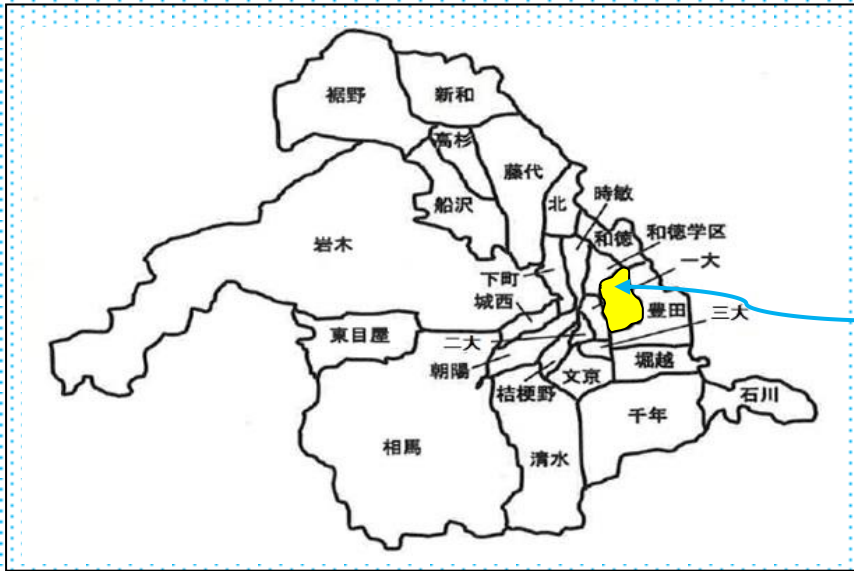 裾野
新和
高杉
藤代
船沢
北
時敏
岩木
和徳
和徳学区
一大
下町
城西
豊田
三大
東目屋
二大
朝陽
堀越
桔梗野
文京
石川
千年
相馬
清水